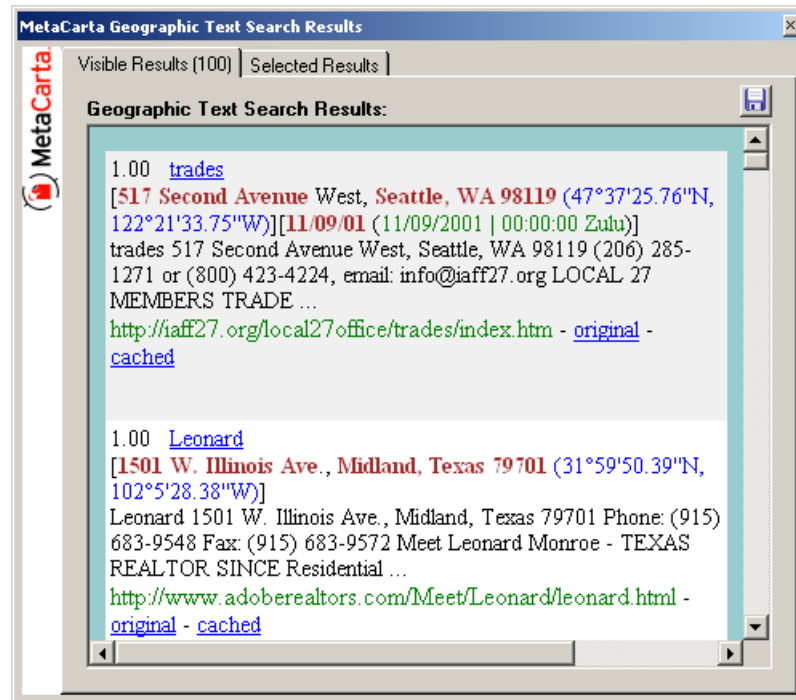 MetaCarta Geographic Text Search Results
MetaCarta
Visible Results (100)
Selected Results
Geographic Text Search Results:
1.00 trades
[517 Second Avenue West, Seattle, WA 98119 (47°37'25.76"N,
122°21'33.75"W)][11/09/01 (11/09/2001 | 00:00:00 Zulu)]
trades 517 Second Avenue West, Seattle, WA 98119 (206) 285-
1271 or (800) 423-4224, email: info@iaff27.org LOCAL 27
MEMBERS TRADE ...
http://iaff27.org/local27office/trades/index.htm - original -
cached
1.00 Leonard
[1501 W. Illinois Ave., Midland, Texas 79701 (31°59'50.39"N,
102°5'28.38"W)]
Leonard 1501 W. Illinois Ave., Midland, Texas 79701 Phone: (915)
683-9548 Fax: (915) 683-9572 Meet Leonard Monroe - TEXAS
REALTOR SINCE Residential ...
http://www.adoberealtors.com/Meet/Leonard/leonard.html -
original - cached